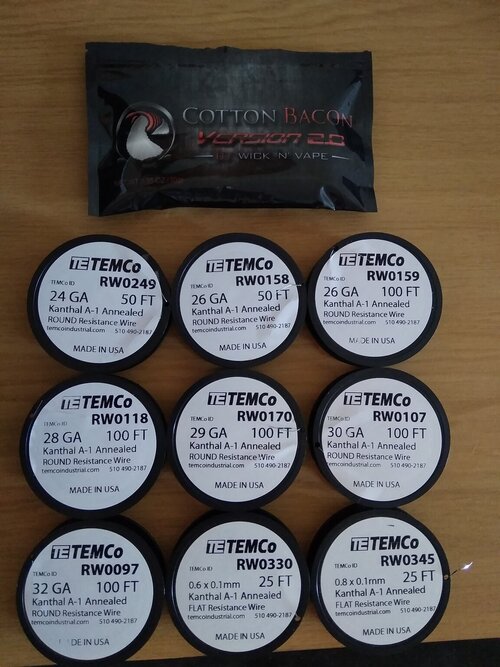 COTTON BACON
VERSION 2.0
WICK 'N' VAPE
TEMCo
TEMCo ID RW0249
24 GA 50 FT
Kanthal A-1 Annealed
ROUND Resistance Wire
temcoindustrial.com 510 490-2187
MADE IN USA
TEMCo
TEMCo ID RW0158
26 GA 50 FT
Kanthal A-1 Annealed
ROUND Resistance Wire
temcoindustrial.com 510 490-2187
MADE IN USA
TEMCo
TEMCo ID RW0159
26 GA 100 FT
Kanthal A-1 Annealed
ROUND Resistance Wire
temcoindustrial.com 510 490-2187
MADE IN USA
TEMCo
TEMCo ID RW0118
28 GA 100 FT
Kanthal A-1 Annealed
ROUND Resistance Wire
temcoindustrial.com 510 490-2187
MADE IN USA
TEMCo
TEMCo ID RW0170
29 GA 100 FT
Kanthal A-1 Annealed
ROUND Resistance Wire
temcoindustrial.com 510 490-2187
MADE IN USA
TEMCo
TEMCo ID RW0107
30 GA 100 FT
Kanthal A-1 Annealed
ROUND Resistance Wire
temcoindustrial.com 510 490-2187
MADE IN USA
TEMCo
TEMCo ID RW0097
32 GA 100 FT
Kanthal A-1 Annealed
ROUND Resistance Wire
temcoindustrial.com 510 490-2187
MADE IN USA
TEMCo
TEMCo ID RW0330
0.6 x 0.1mm 25 FT
Kanthal A-1 Annealed
FLAT Resistance Wire
temcoindustrial.com 510 490-2187
MADE IN USA
TEMCo
TEMCo ID RW0345
0.8 x 0.1mm 25 FT
Kanthal A-1 Annealed
FLAT Resistance Wire
temcoindustrial.com 510 490-2187
MADE IN USA